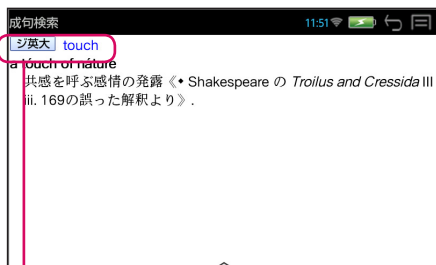 成句検索 11:51
ジ英大 touch
a tóuch of náture
共感を呼ぶ感情の発露《◆ Shakespeare の Troilus and Cressida III
iii. 169の誤った解釈より》.